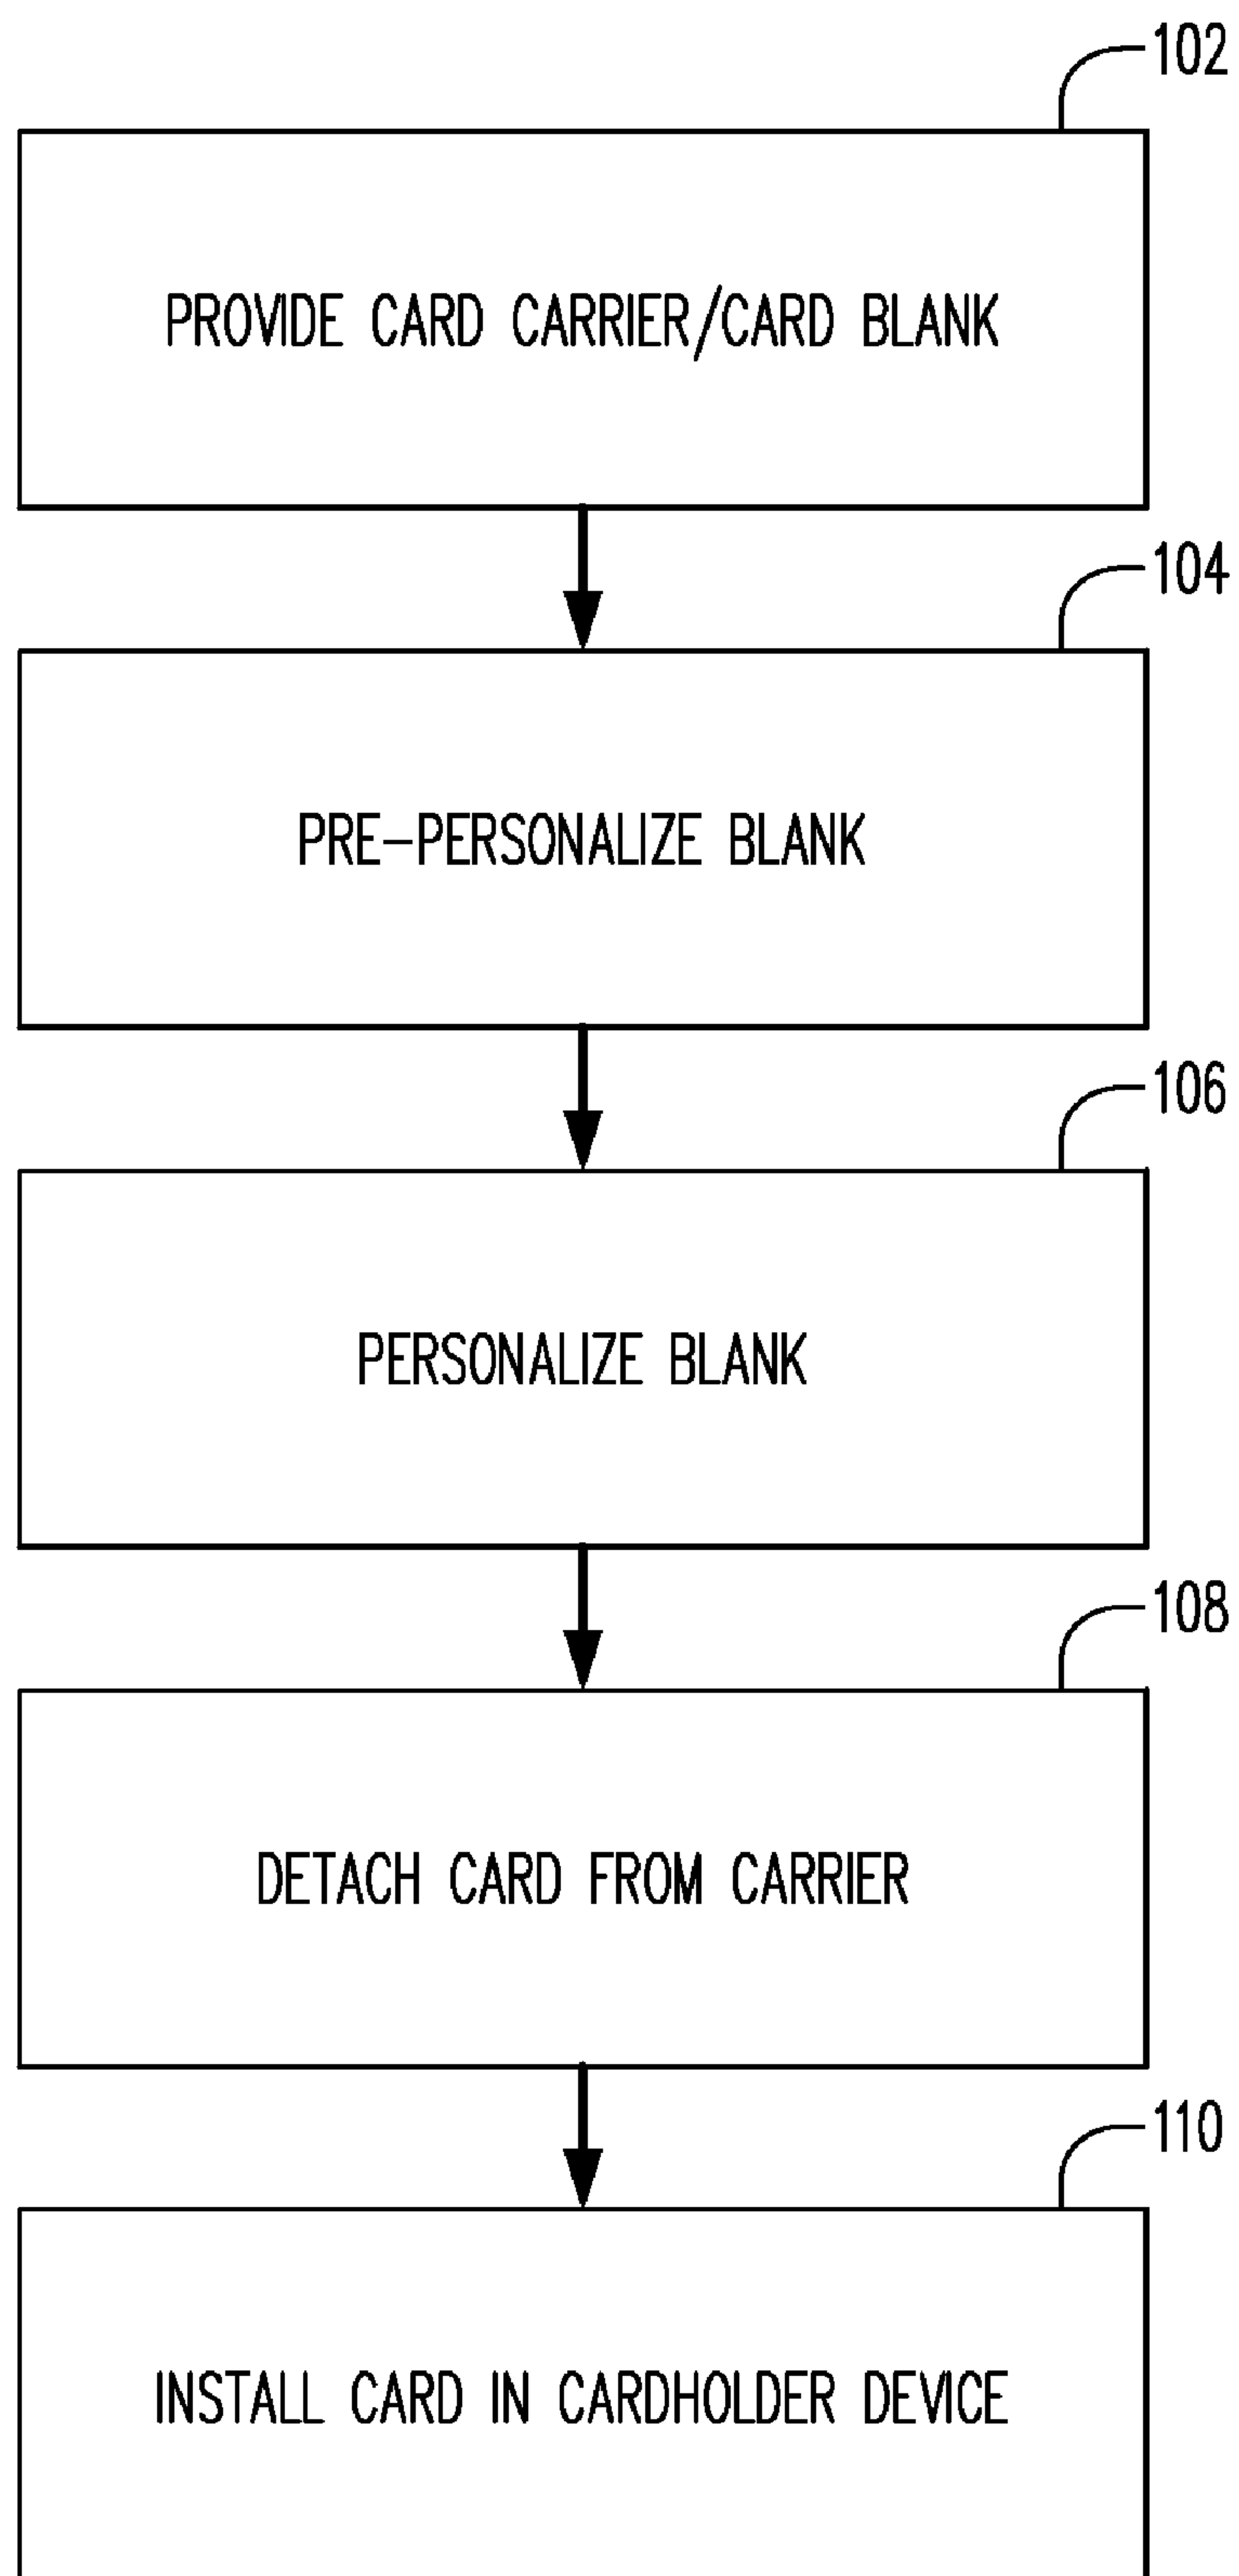 102
PROVIDE CARD CARRIER/CARD BLANK
104
PRE-PERSONALIZE BLANK
106
PERSONALIZE BLANK
108
DETACH CARD FROM CARRIER
110
INSTALL CARD IN CARDHOLDER DEVICE